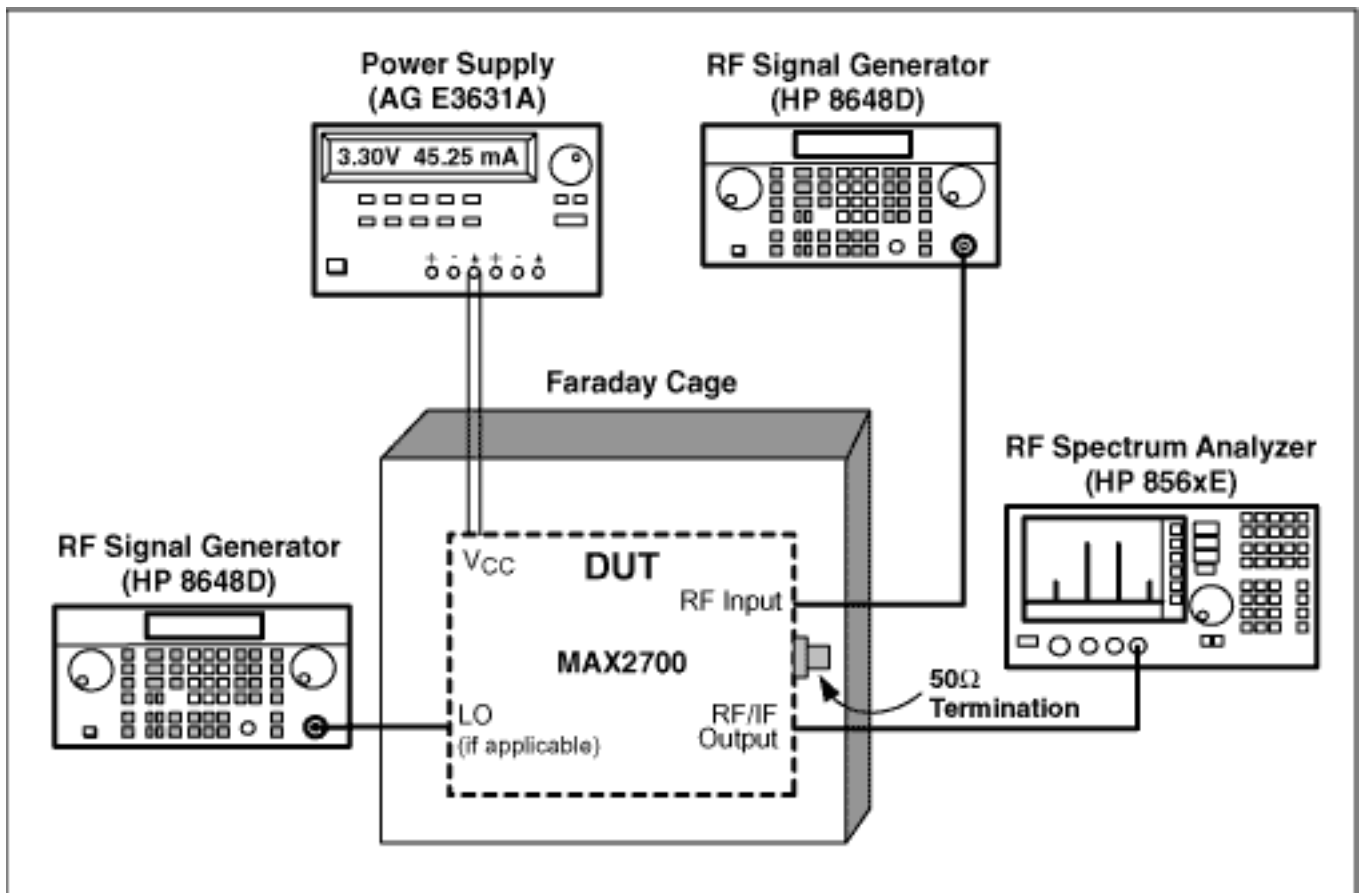 Power Supply
(AG E3631A)
RF Signal Generator
(HP 8648D)
3.30V 45.25 mA
+ - + -
Faraday Cage
RF Spectrum Analyzer
(HP 856xE)
RF Signal Generator
(HP 8648D)
VCC
DUT
RF Input
MAX2700
50Ω
Termination
LO
(if applicable)
RF/IF
Output